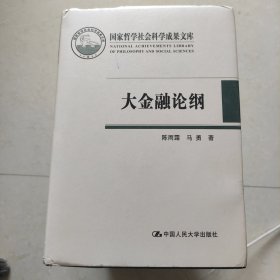 国家哲学社会科学成果文库
NATIONAL ACHIEVEMENTS LIBRARY
OF PHILOSOPHY AND SOCIAL SCIENCES
大金融论纲
陈雨露 马勇 著
中国人民大学出版社